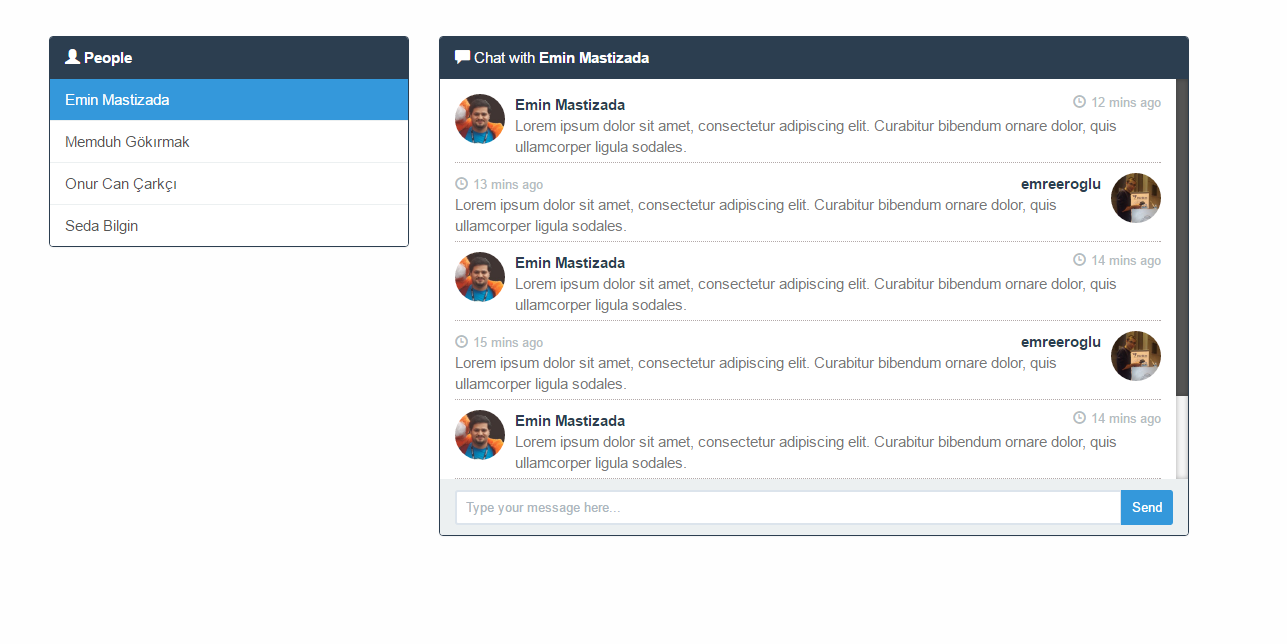 People
Emin Mastizada
Memduh Gökırmak
Onur Can Çarkçı
Seda Bilgin
Chat with Emin Mastizada
Emin Mastizada 12 mins ago
Lorem ipsum dolor sit amet, consectetur adipiscing elit. Curabitur bibendum ornare dolor, quis
ullamcorper ligula sodales.
13 mins ago emreeroglu
Lorem ipsum dolor sit amet, consectetur adipiscing elit. Curabitur bibendum ornare dolor, quis
ullamcorper ligula sodales.
Emin Mastizada 14 mins ago
Lorem ipsum dolor sit amet, consectetur adipiscing elit. Curabitur bibendum ornare dolor, quis
ullamcorper ligula sodales.
15 mins ago emreeroglu
Lorem ipsum dolor sit amet, consectetur adipiscing elit. Curabitur bibendum ornare dolor, quis
ullamcorper ligula sodales.
Emin Mastizada 14 mins ago
Lorem ipsum dolor sit amet, consectetur adipiscing elit. Curabitur bibendum ornare dolor, quis
ullamcorper ligula sodales.
Type your message here... Send